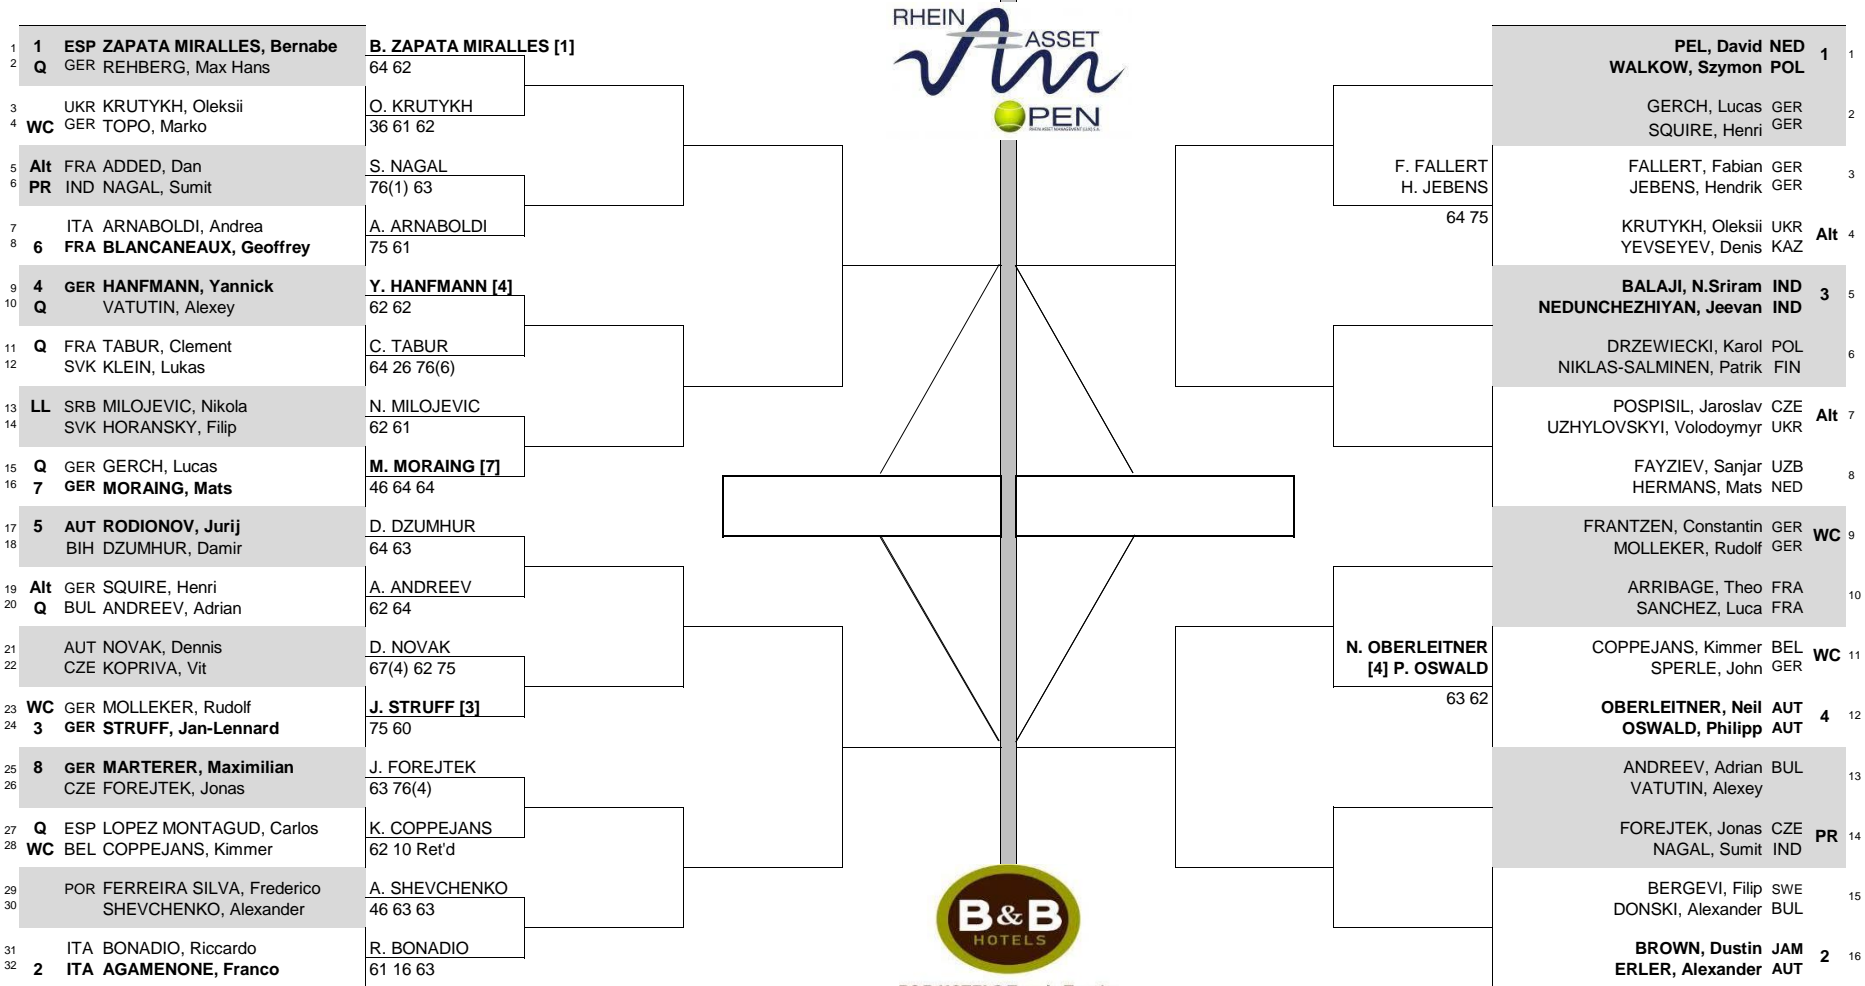 RHEIN
ASSET
OPEN
1 1 ESP ZAPATA MIRALLES, Bernabe
2 Q GER REHBERG, Max Hans
B. ZAPATA MIRALLES [1]
64 62
3 UKR KRUTYKH, Oleksii
4 WC GER TOPO, Marko
O. KRUTYKH
36 61 62
5 Alt FRA ADDED, Dan
6 PR IND NAGAL, Sumit
S. NAGAL
76(1) 63
7 ITA ARNABOLDI, Andrea
8 6 FRA BLANCANEAUX, Geoffrey
A. ARNABOLDI
75 61
9 4 GER HANFMANN, Yannick
10 Q VATUTIN, Alexey
Y. HANFMANN [4]
62 62
11 Q FRA TABUR, Clement
12 SVK KLEIN, Lukas
C. TABUR
64 26 76(6)
13 LL SRB MILOJEVIC, Nikola
14 SVK HORANSKY, Filip
N. MILOJEVIC
62 61
15 Q GER GERCH, Lucas
16 7 GER MORAING, Mats
M. MORAING [7]
46 64 64
17 5 AUT RODIONOV, Jurij
18 BIH DZUMHUR, Damir
D. DZUMHUR
64 63
19 Alt GER SQUIRE, Henri
20 Q BUL ANDREEV, Adrian
A. ANDREEV
62 64
21 AUT NOVAK, Dennis
22 CZE KOPRIVA, Vit
D. NOVAK
67(4) 62 75
23 WC GER MOLLEKER, Rudolf
24 3 GER STRUFF, Jan-Lennard
J. STRUFF [3]
75 60
25 8 GER MARTERER, Maximilian
26 CZE FOREJTEK, Jonas
J. FOREJTEK
63 76(4)
27 Q ESP LOPEZ MONTAGUD, Carlos
28 WC BEL COPPEJANS, Kimmer
K. COPPEJANS
62 10 Ret'd
29 POR FERREIRA SILVA, Frederico
30 SHEVCHENKO, Alexander
A. SHEVCHENKO
46 63 63
31 ITA BONADIO, Riccardo
32 2 ITA AGAMENONE, Franco
R. BONADIO
61 16 63
PEL, David NED 1 1
WALKOW, Szymon POL
GERCH, Lucas GER 2
SQUIRE, Henri GER
F. FALLERT
H. JEBENS
64 75
FALLERT, Fabian GER 3
JEBENS, Hendrik GER
KRUTYKH, Oleksii UKR Alt 4
YEVSEYEV, Denis KAZ
BALAJI, N.Sriram IND 3 5
NEDUNCHEZHIYAN, Jeevan IND
DRZEWIECKI, Karol POL 6
NIKLAS-SALMINEN, Patrik FIN
POSPISIL, Jaroslav CZE Alt 7
UZHYLOVSKYI, Volodoymyr UKR
FAYZIEV, Sanjar UZB 8
HERMANS, Mats NED
FRANTZEN, Constantin GER WC 9
MOLLEKER, Rudolf GER
ARRIBAGE, Theo FRA 10
SANCHEZ, Luca FRA
N. OBERLEITNER
[4] P. OSWALD
63 62
COPPEJANS, Kimmer BEL WC 11
SPERLE, John GER
OBERLEITNER, Neil AUT 4 12
OSWALD, Philipp AUT
ANDREEV, Adrian BUL 13
VATUTIN, Alexey
FOREJTEK, Jonas CZE PR 14
NAGAL, Sumit IND
BERGEVI, Filip SWE 15
DONSKI, Alexander BUL
BROWN, Dustin JAM 2 16
ERLER, Alexander AUT
B&B
HOTELS